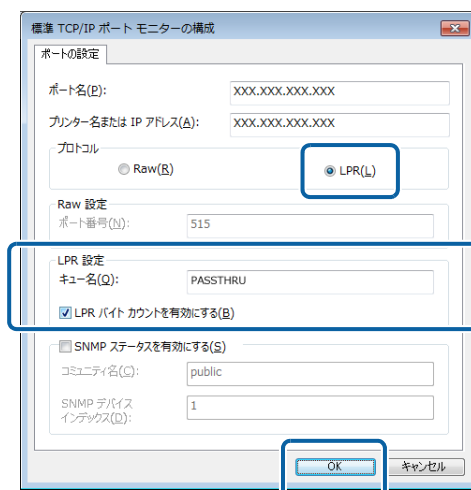 標準 TCP/IP ポート モニターの構成
ポートの設定
ポート名(P): XXX.XXX.XXX.XXX
プリンター名または IP アドレス(A): XXX.XXX.XXX.XXX
プロトコル
Raw(R) LPR(L)
Raw 設定
ポート番号(N): 515
LPR 設定
キュー名(Q): PASSTHRU
LPR バイト カウントを有効にする(B)
SNMP ステータスを有効にする(S)
コミュニティ名(C): public
SNMP デバイス
インデックス(D): 1
OK キャンセル